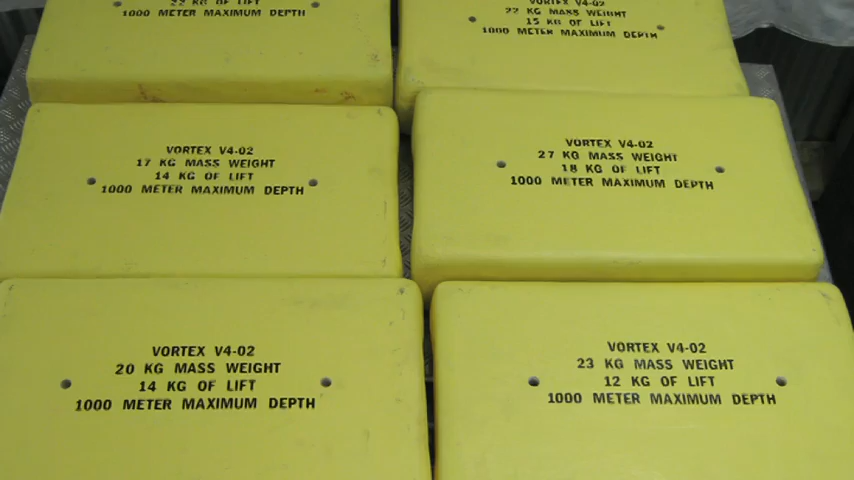 KG OF LIFT
1000 METER MAXIMUM DEPTH
VORTEX V4-02
22 KG MASS WEIGHT
15 KG OF LIFT
1000 METER MAXIMUM DEPTH
VORTEX V4-02
17 KG MASS WEIGHT
14 KG OF LIFT
1000 METER MAXIMUM DEPTH
VORTEX V4-02
27 KG MASS WEIGHT
18 KG OF LIFT
1000 METER MAXIMUM DEPTH
VORTEX V4-02
20 KG MASS WEIGHT
14 KG OF LIFT
1000 METER MAXIMUM DEPTH
VORTEX V4-02
23 KG MASS WEIGHT
12 KG OF LIFT
1000 METER MAXIMUM DEPTH